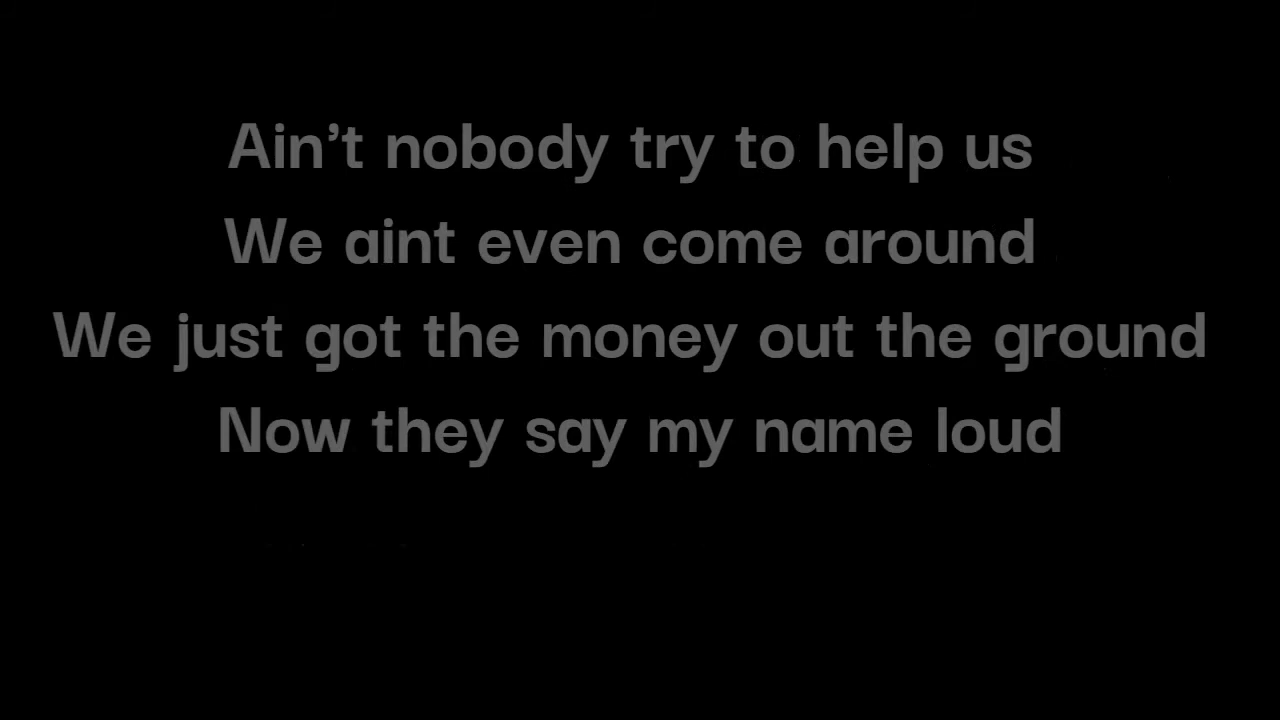 Ain’t nobody try to help us
We aint even come around
We just got the money out the ground
Now they say my name loud